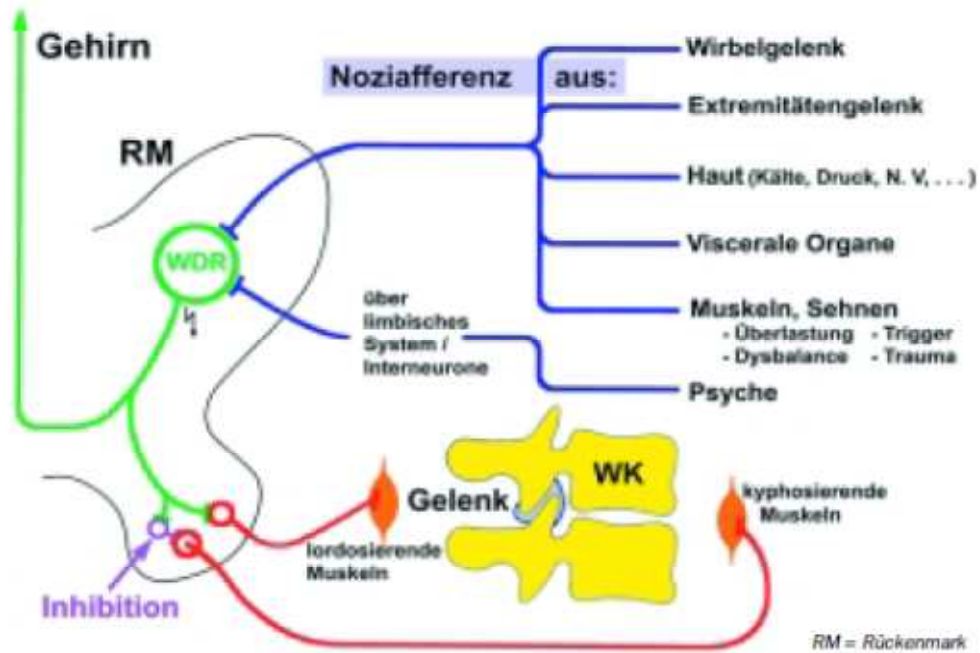 Gehirn
Noziafferenz aus:
Wirbelgelenk
Extremitätengelenk
Haut (Kälte, Druck, N. V, . . . )
Viscerale Organe
Muskeln, Sehnen
- Überlastung - Trigger
- Dysbalance - Trauma
Psyche
RM
WDR
über
limbisches
System /
Interneurone
Gelenk
WK
lordosierende
Muskeln
kyphosierende
Muskeln
Inhibition
RM = Rückenmark